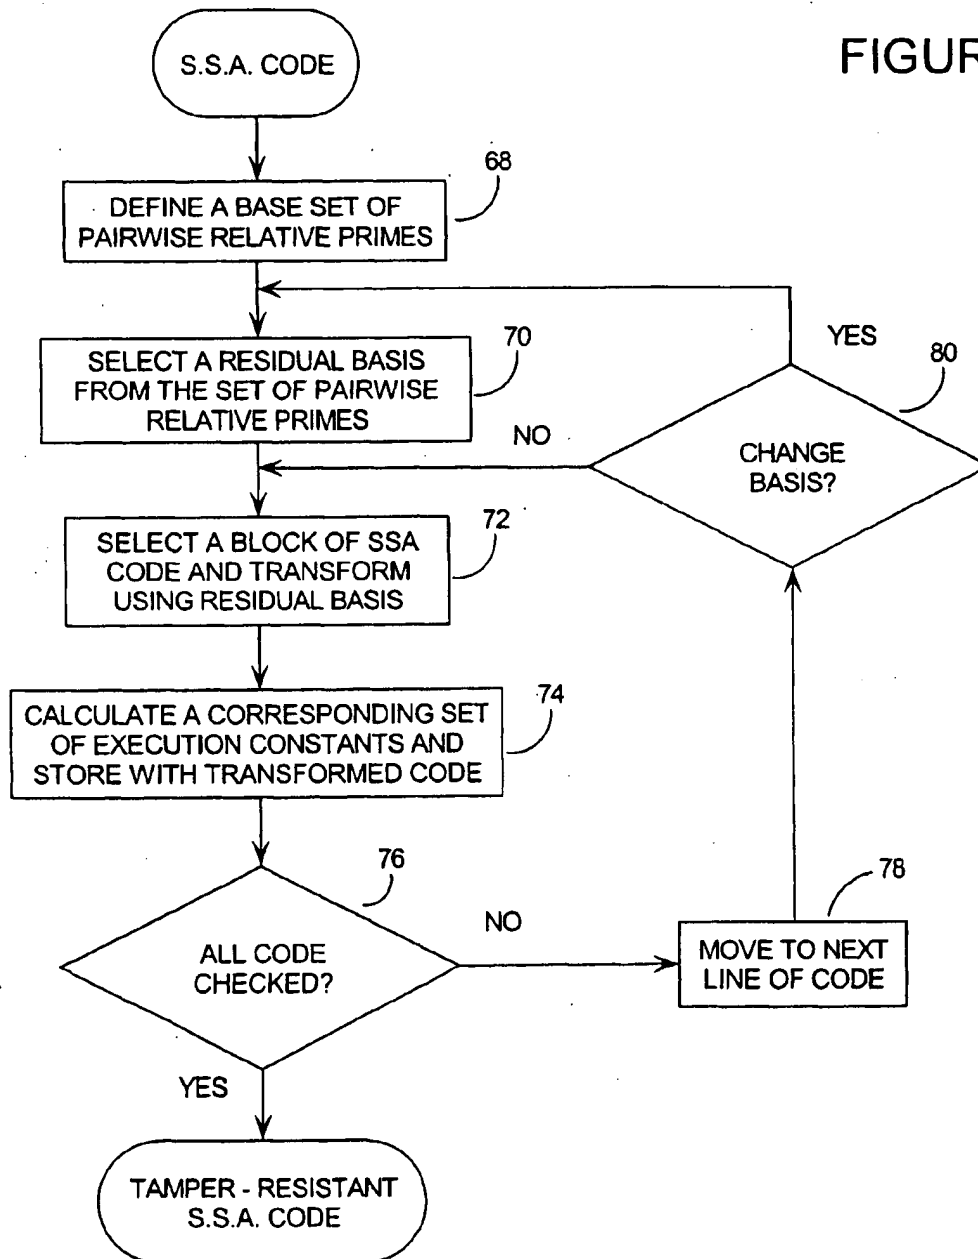 S.S.A. CODE
FIGUR
68
DEFINE A BASE SET OF
PAIRWISE RELATIVE PRIMES
70
SELECT A RESIDUAL BASIS
FROM THE SET OF PAIRWISE
RELATIVE PRIMES
YES
80
NO
CHANGE
BASIS?
72
SELECT A BLOCK OF SSA
CODE AND TRANSFORM
USING RESIDUAL BASIS
74
CALCULATE A CORRESPONDING SET
OF EXECUTION CONSTANTS AND
STORE WITH TRANSFORMED CODE
76
ALL CODE
CHECKED?
NO
78
MOVE TO NEXT
LINE OF CODE
YES
TAMPER - RESISTANT
S.S.A. CODE